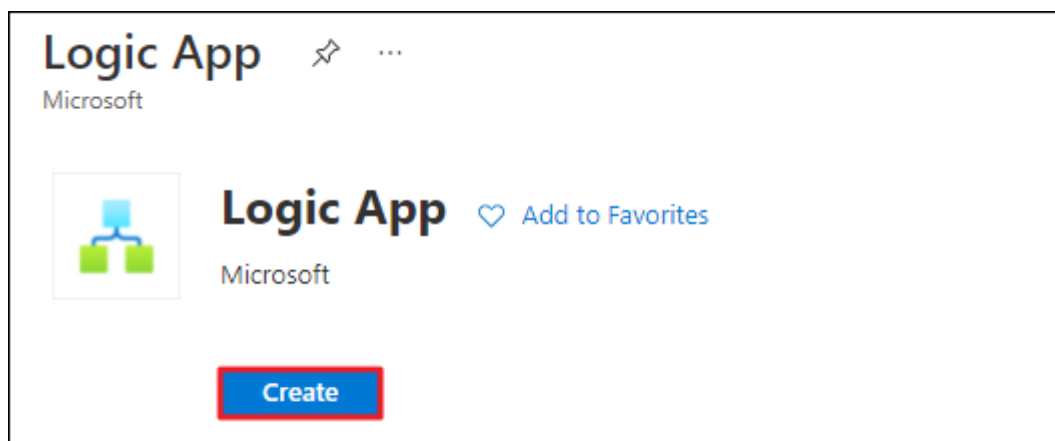 Logic App ...
Microsoft
Logic App Add to Favorites
Microsoft
Create